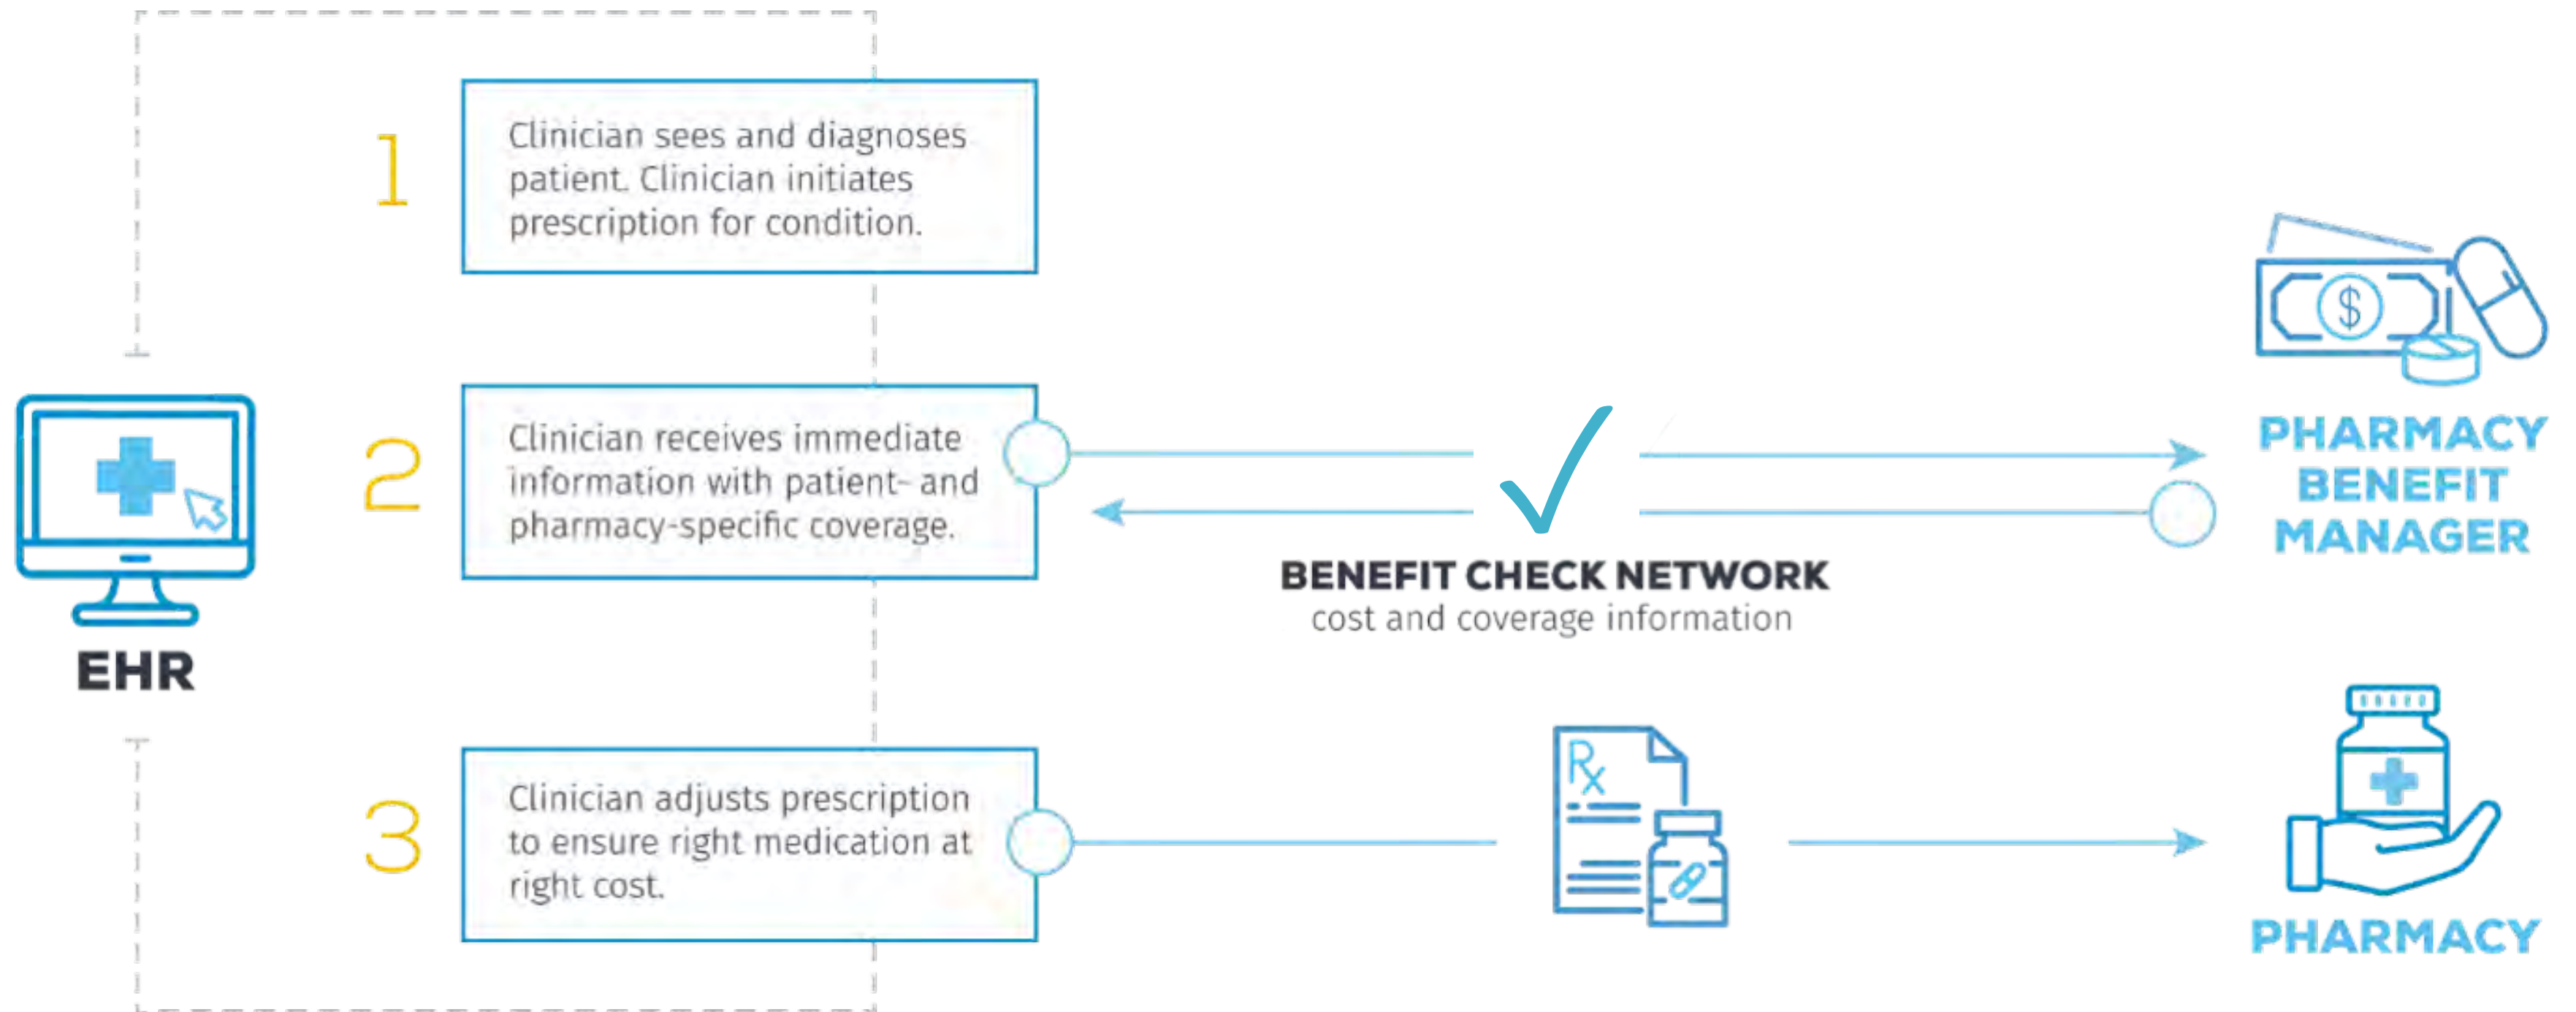 1
Clinician sees and diagnoses
patient. Clinician initiates
prescription for condition.
2
Clinician receives immediate
information with patient- and
pharmacy-specific coverage.
BENEFIT CHECK NETWORK
cost and coverage information
$
PHARMACY
BENEFIT
MANAGER
EHR
3
Clinician adjusts prescription
to ensure right medication at
right cost.
Rx
PHARMACY